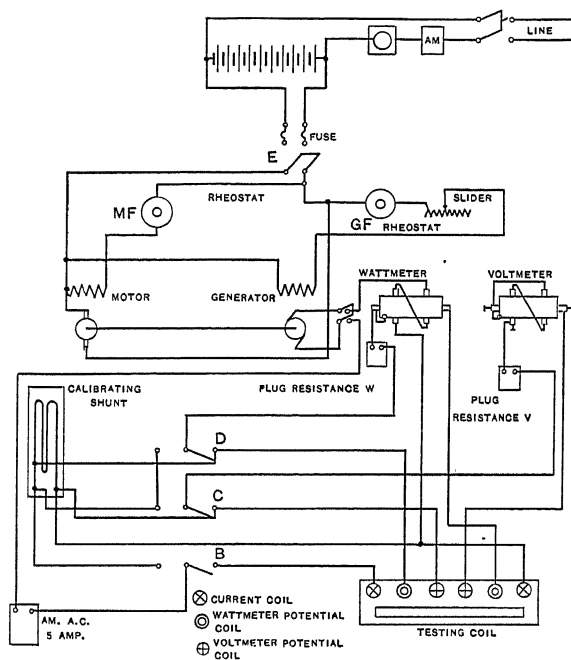 AM
LINE
FUSE
E
MF
RHEOSTAT
GF
SLIDER
RHEOSTAT
MOTOR
GENERATOR
WATTMETER
VOLTMETER
CALIBRATING
SHUNT
PLUG RESISTANCE W
PLUG
RESISTANCE V
D
C
B
AM. A.C.
5 AMP.
CURRENT COIL
WATTMETER POTENTIAL
COIL
VOLTMETER POTENTIAL
COIL
TESTING COIL